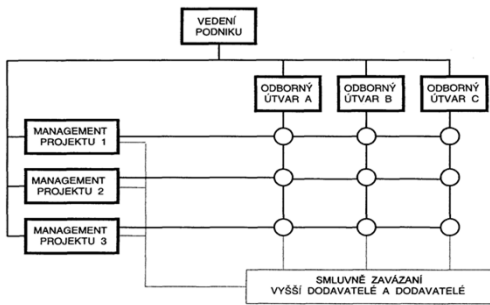 VEDENÍ
PODNIKU
ODBORNÝ
ÚTVAR A
ODBORNÝ
ÚTVAR B
ODBORNÝ
ÚTVAR C
MANAGEMENT
PROJEKTU 1
MANAGEMENT
PROJEKTU 2
MANAGEMENT
PROJEKTU 3
SMLUVNĚ ZAVÁZANÍ
VYŠŠÍ DODAVATELÉ A DODAVATELÉ